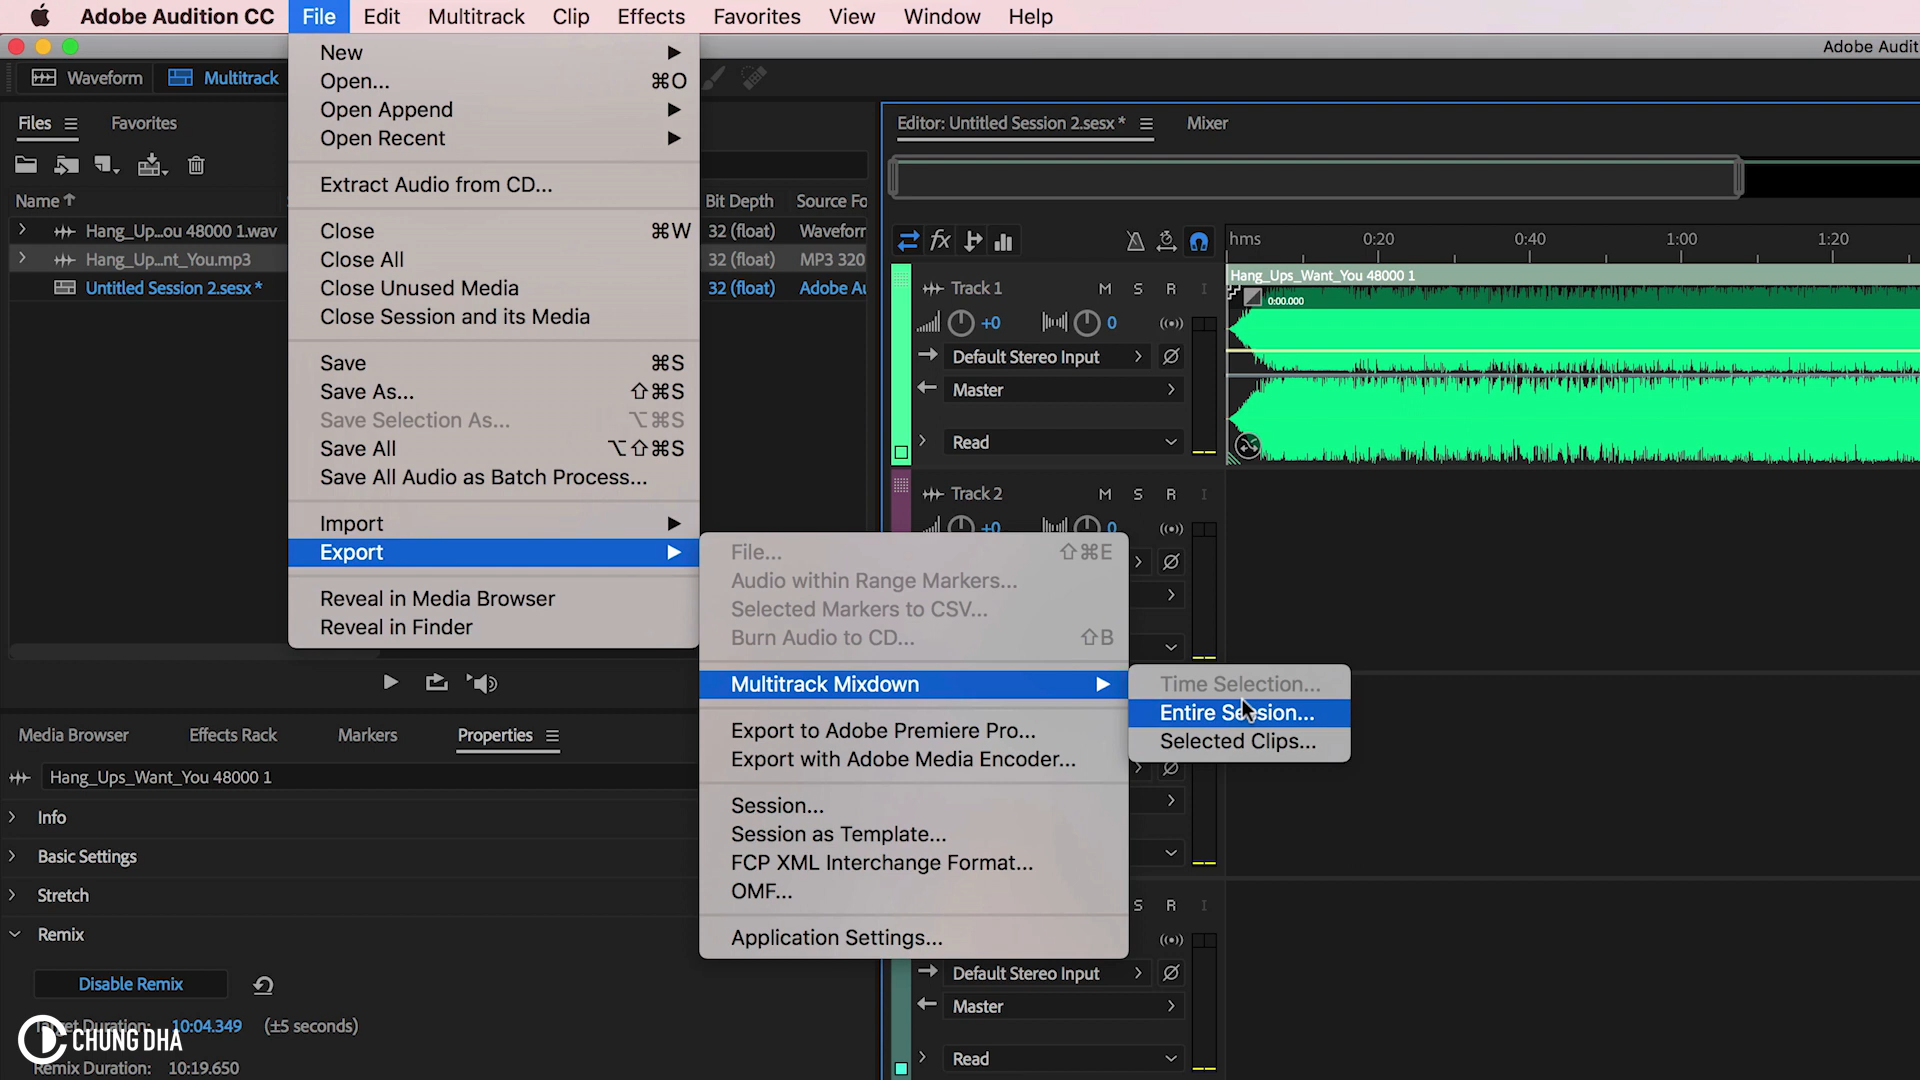 Adobe Audition CC File Edit Multitrack Clip Effects Favorites View Window Help
Adobe Audit
Waveform Multitrack
New
Open... ⌘O
Open Append
Open Recent
Extract Audio from CD...
Close ⌘W
Close All
Close Unused Media
Close Session and its Media
Save ⌘S
Save As... ⇧⌘S
Save Selection As... ⌥⌘S
Save All ⌥⇧⌘S
Save All Audio as Batch Process...
Import
Export
Reveal in Media Browser
Reveal in Finder
File... ⇧⌘E
Audio within Range Markers...
Selected Markers to CSV...
Burn Audio to CD... ⇧B
Multitrack Mixdown
Export to Adobe Premiere Pro...
Export with Adobe Media Encoder...
Session...
Session as Template...
FCP XML Interchange Format...
OMF...
Application Settings...
Time Selection...
Entire Session...
Selected Clips...
Files Favorites
Name Bit Depth Source Fo
Hang_Up...ou 48000 1.wav 32 (float) Waveforn
Hang_Up...nt_You.mp3 32 (float) MP3 320
Untitled Session 2.sesx * 32 (float) Adobe Au
Media Browser Effects Rack Markers Properties
Hang_Ups_Want_You 48000 1
Info
Basic Settings
Stretch
Remix
Disable Remix
Target Duration: 10:04.349 (±5 seconds)
Remix Duration: 10:19.650
CHUNG DHA
Editor: Untitled Session 2.sesx * Mixer
fx
hms 0:20 0:40 1:00 1:20
Hang_Ups_Want_You 48000 1
0:00.000
Track 1 M S R I
+0 0
Default Stereo Input
Master
Read
Track 2 M S R I
+0 0
S R I
Default Stereo Input
Master
Read